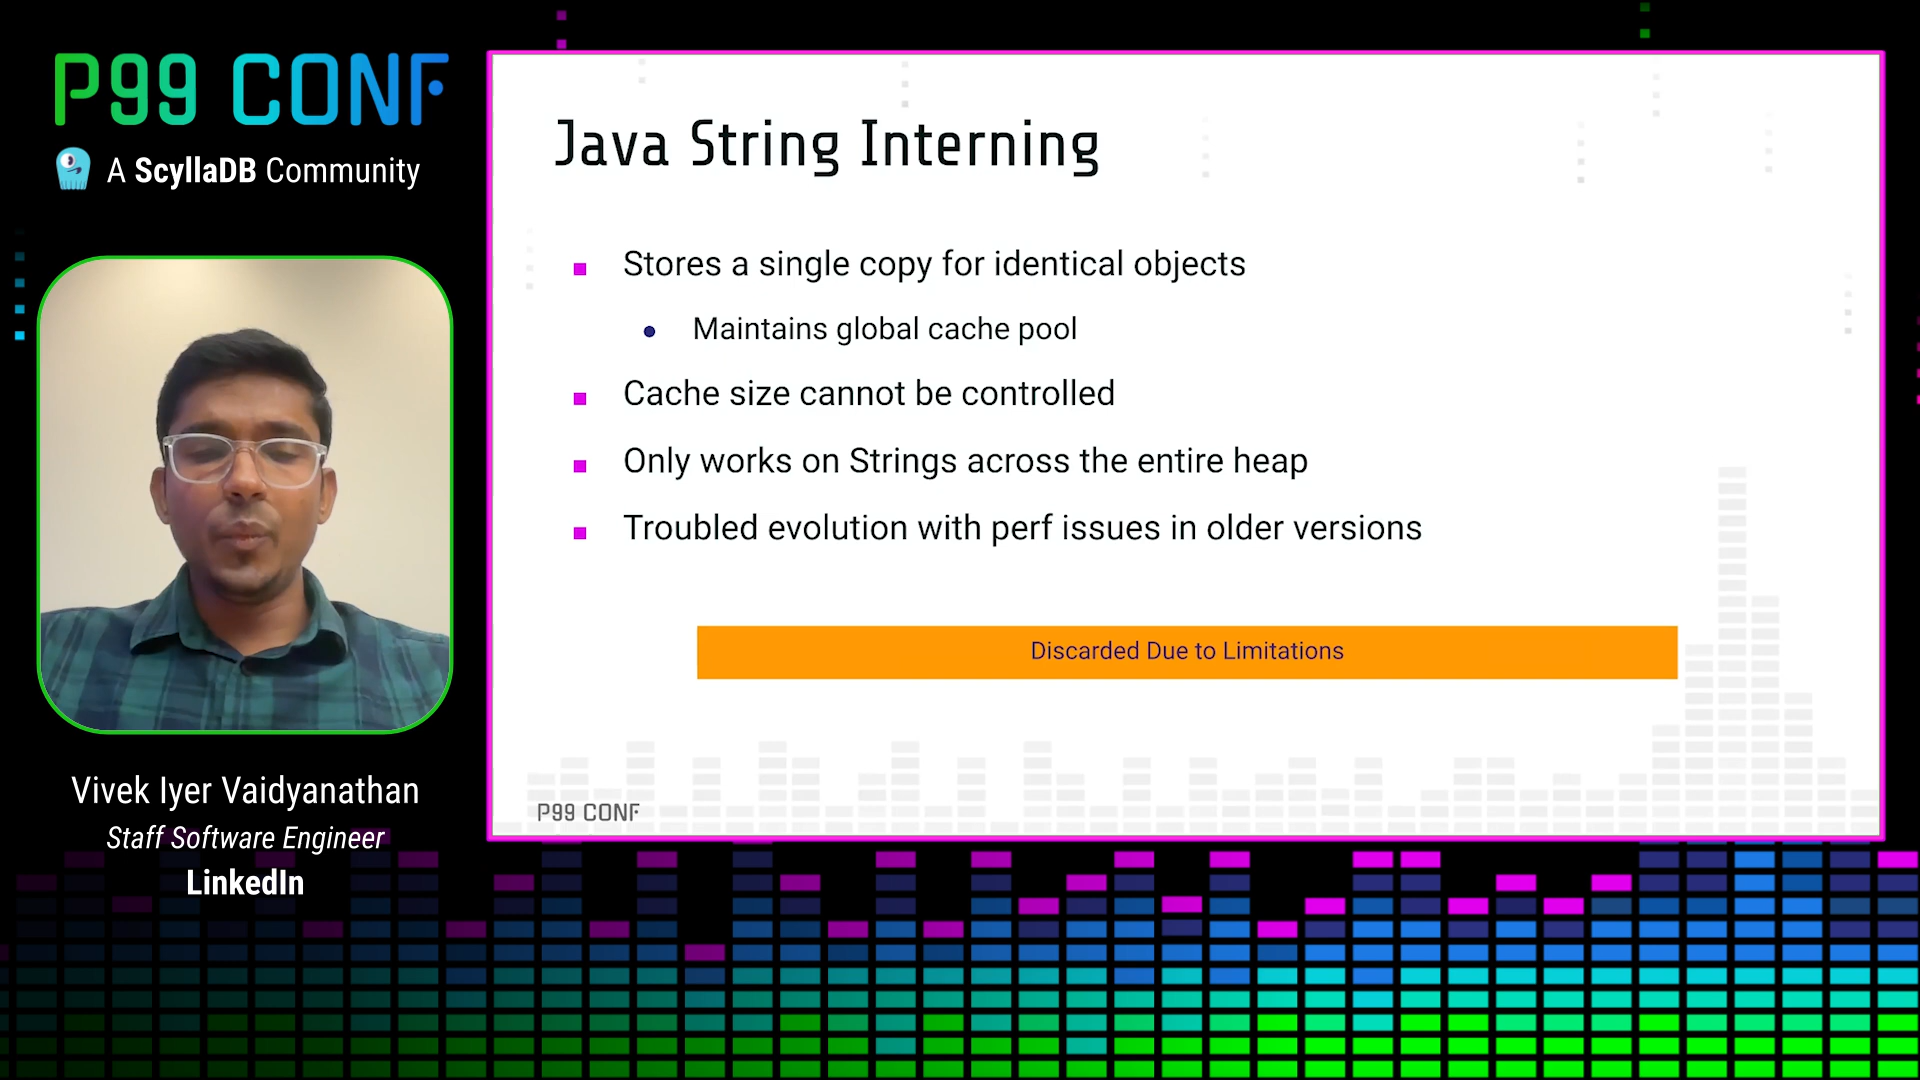 P99 CONF
A ScyllaDB Community
Vivek Iyer Vaidyanathan
Staff Software Engineer
LinkedIn
Java String Interning
Stores a single copy for identical objects
Maintains global cache pool
Cache size cannot be controlled
Only works on Strings across the entire heap
Troubled evolution with perf issues in older versions
Discarded Due to Limitations
P99 CONF